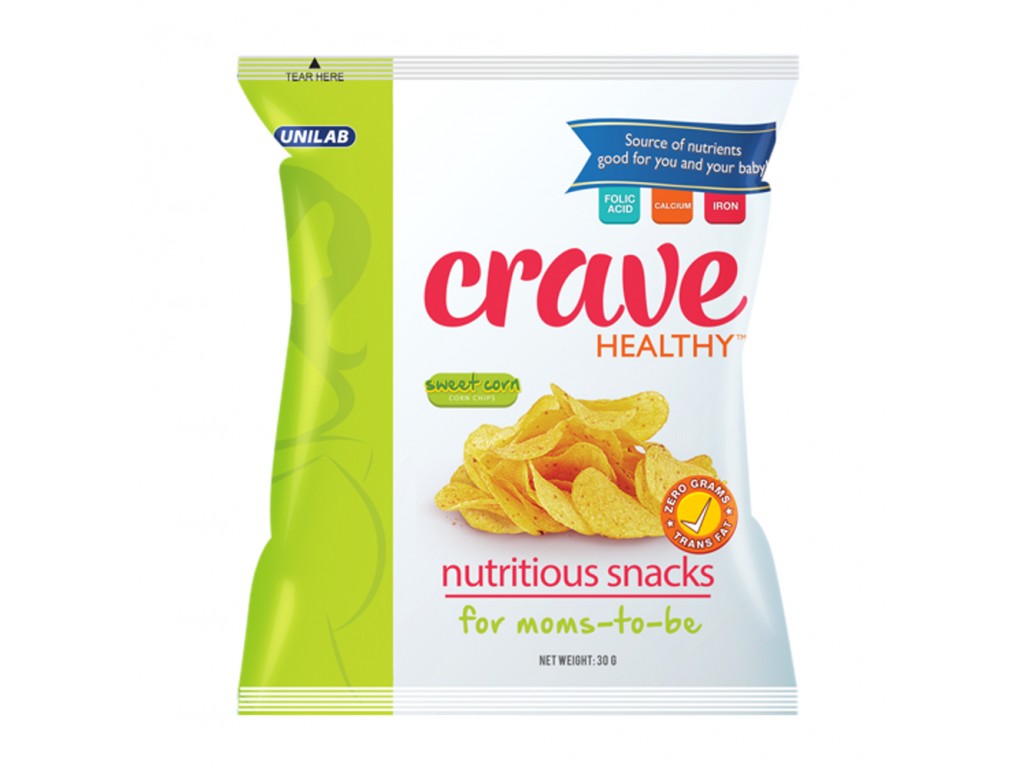 TEAR HERE
UNILAB
Source of nutrients
good for you and your baby!
FOLIC
ACID
CALCIUM
IRON
crave
HEALTHY™
sweet corn
CORN CHIPS
ZERO GRAMS
TRANS FAT
nutritious snacks
for moms-to-be
NET WEIGHT: 30 G